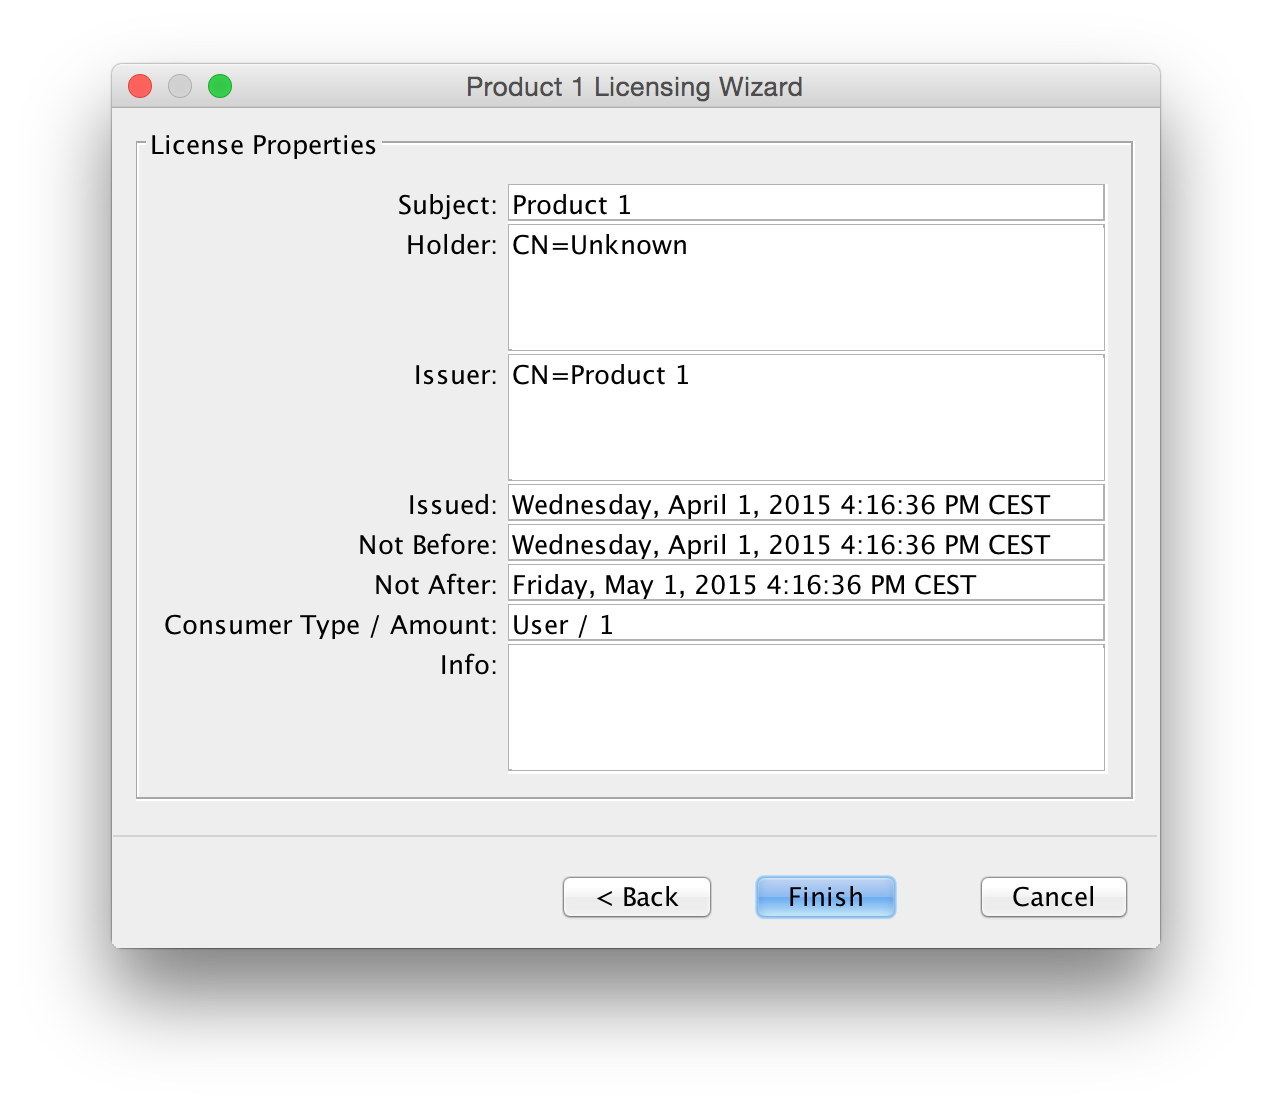 Product 1 Licensing Wizard
License Properties
Subject: Product 1
Holder: CN=Unknown
Issuer: CN=Product 1
Issued: Wednesday, April 1, 2015 4:16:36 PM CEST
Not Before: Wednesday, April 1, 2015 4:16:36 PM CEST
Not After: Friday, May 1, 2015 4:16:36 PM CEST
Consumer Type / Amount: User / 1
Info:
< Back Finish Cancel